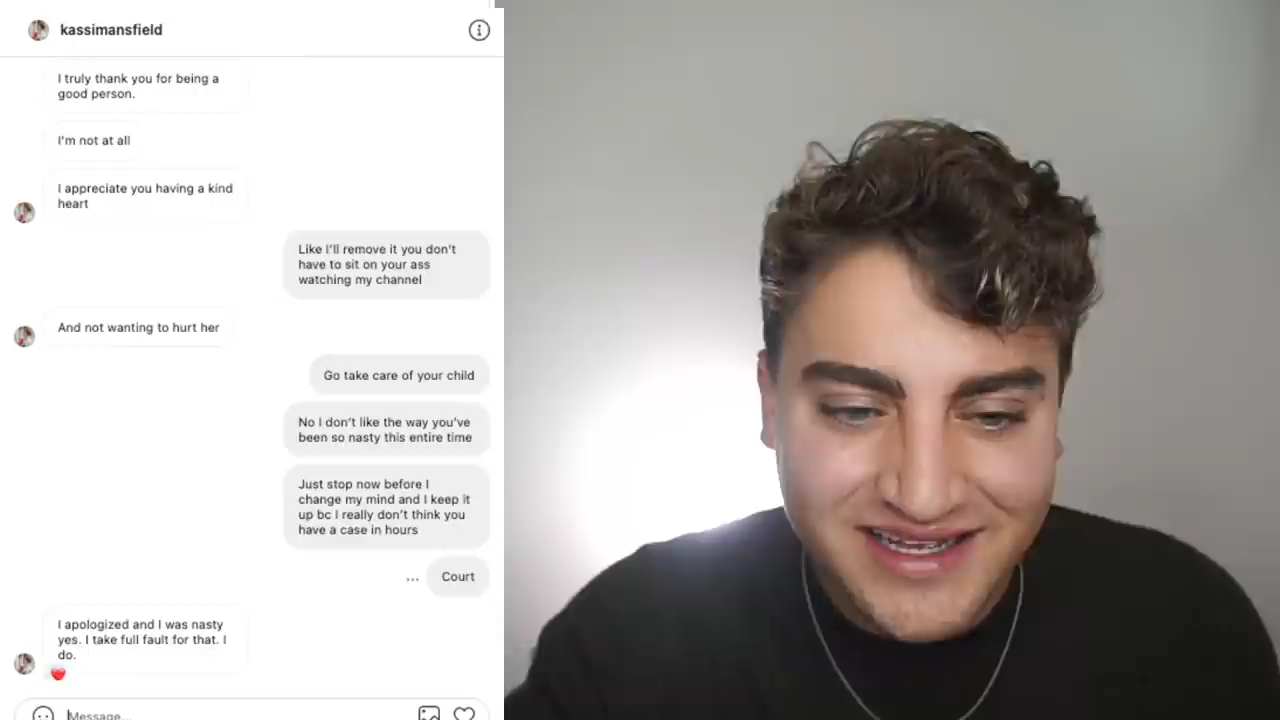 kassimansfield
I truly thank you for being a
good person.
I'm not at all
I appreciate you having a kind
heart
Like I'll remove it you don't
have to sit on your ass
watching my channel
And not wanting to hurt her
Go take care of your child
No I don't like the way you've
been so nasty this entire time
Just stop now before I
change my mind and I keep it
up bc I really don't think you
have a case in hours
... Court
I apologized and I was nasty
yes. I take full fault for that. I
do.
Message...